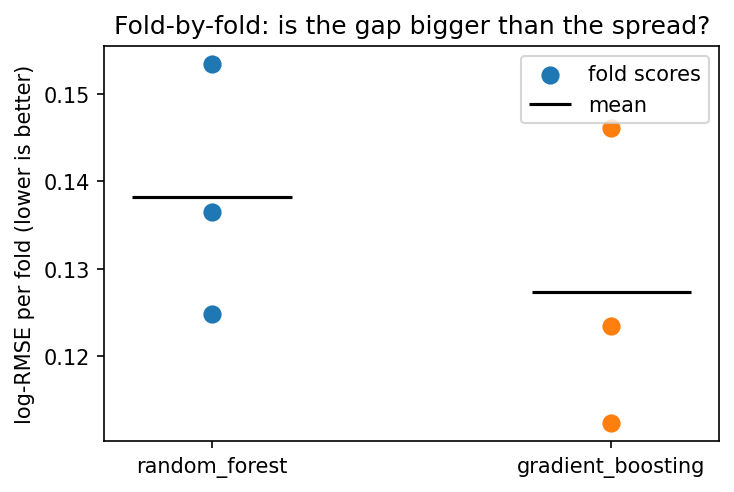 Fold-by-fold: is the gap bigger than the spread?
log-RMSE per fold (lower is better)
0.15
0.14
0.13
0.12
fold scores
mean
random_forest
gradient_boosting